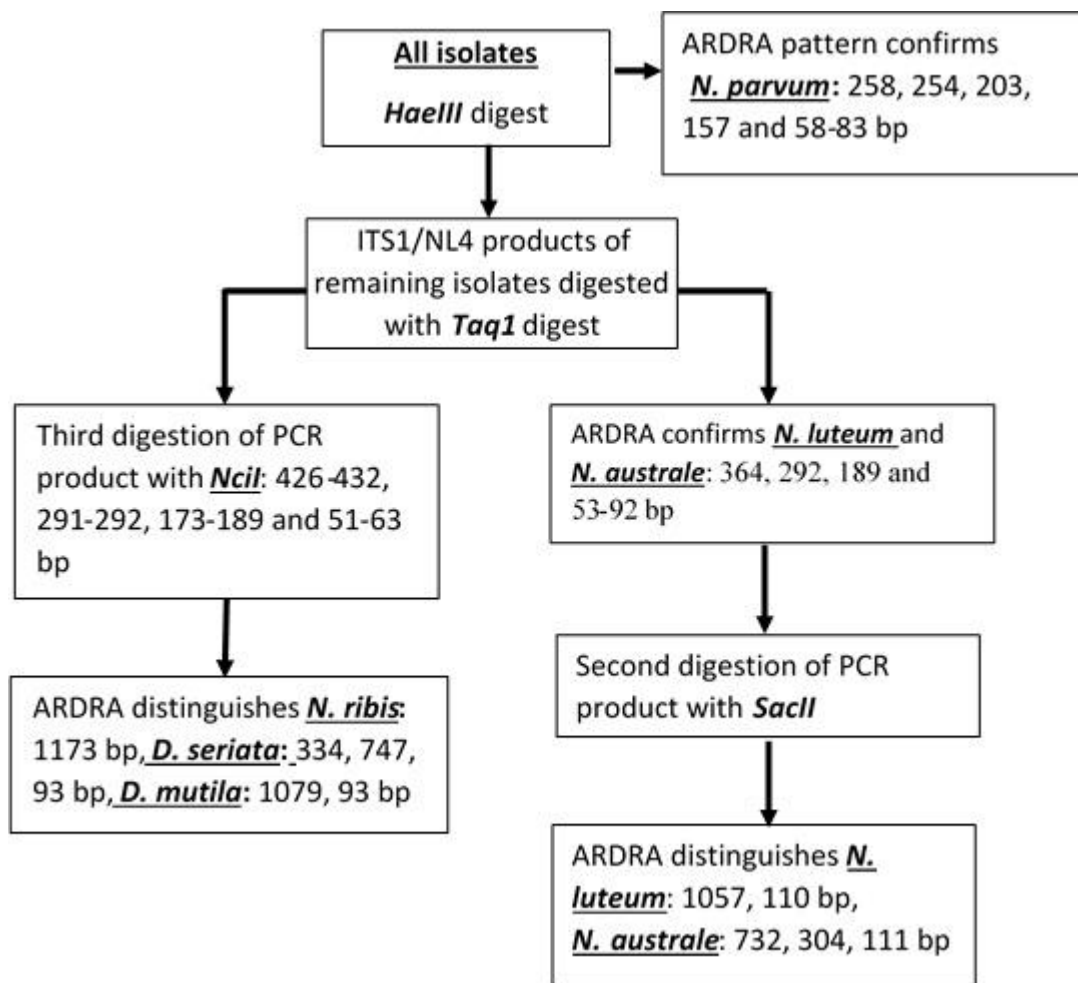 All isolates
HaeIII digest
ARDRA pattern confirms
N. parvum: 258, 254, 203,
157 and 58-83 bp
ITS1/NL4 products of
remaining isolates digested
with Taq1 digest
Third digestion of PCR
product with NciI: 426-432,
291-292, 173-189 and 51-63
bp
ARDRA confirms N. luteum and
N. australe: 364, 292, 189 and
53-92 bp
Second digestion of PCR
product with SacII
ARDRA distinguishes N. ribis:
1173 bp, D. seriata: 334, 747,
93 bp, D. mutila: 1079, 93 bp
ARDRA distinguishes N.
luteum: 1057, 110 bp,
N. australe: 732, 304, 111 bp